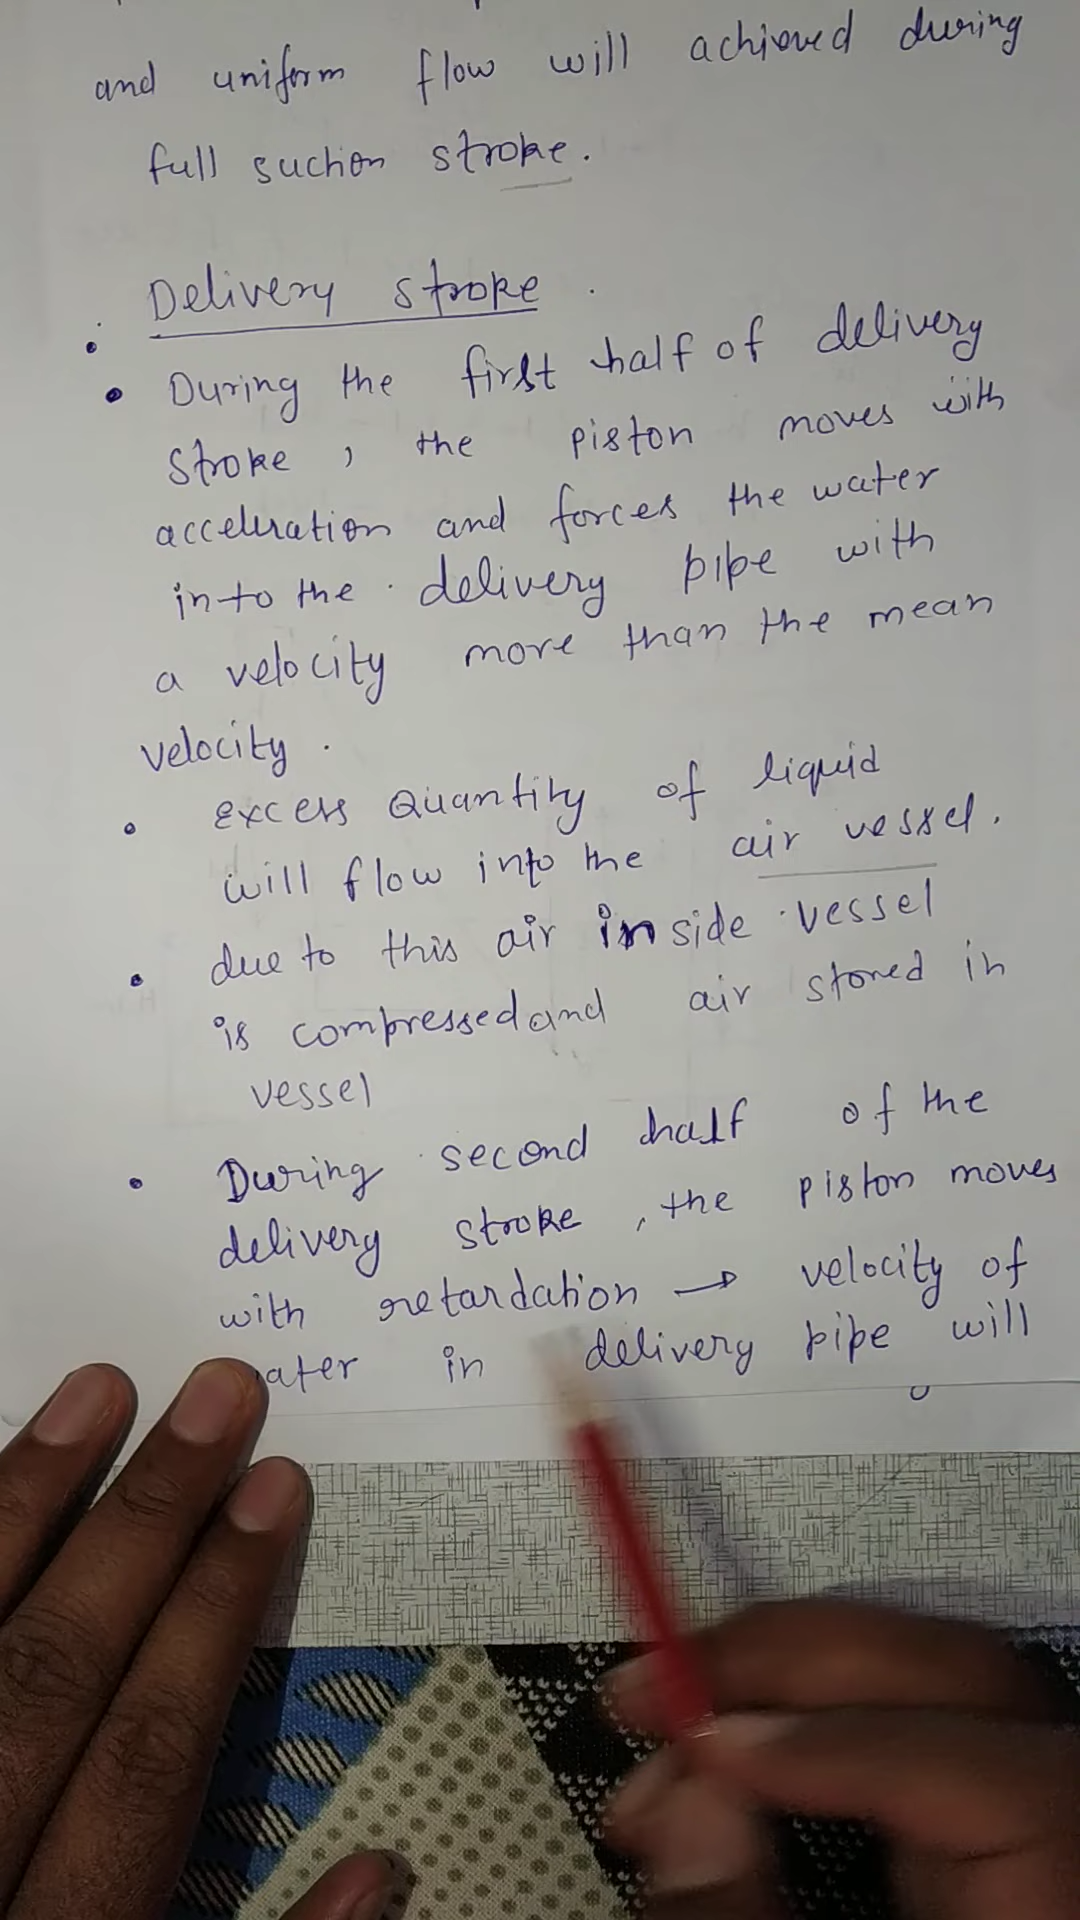 and uniform flow will achieved during
full suction stroke.
Delivery stroke.
• During the first half of delivery
stroke, the piston moves with
acceleration and forces the water
into the delivery pipe with
a velocity more than the mean
velocity.
• excess Quantity of liquid
will flow into the air vessel.
• due to this air inside vessel
is compressed and air stored in
vessel
• During second half of the
delivery stroke, the piston moves
with retardation → velocity of
ater in delivery pipe will